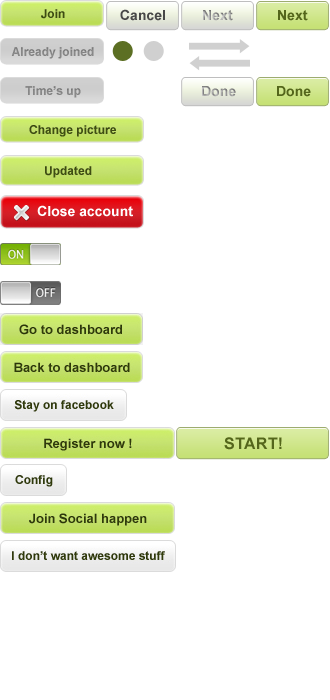 Join Cancel Next Next
Already joined
Time's up Done Done
Change picture
Updated
Close account
ON
OFF
Go to dashboard
Back to dashboard
Stay on facebook
Register now ! START!
Config
Join Social happen
I don't want awesome stuff